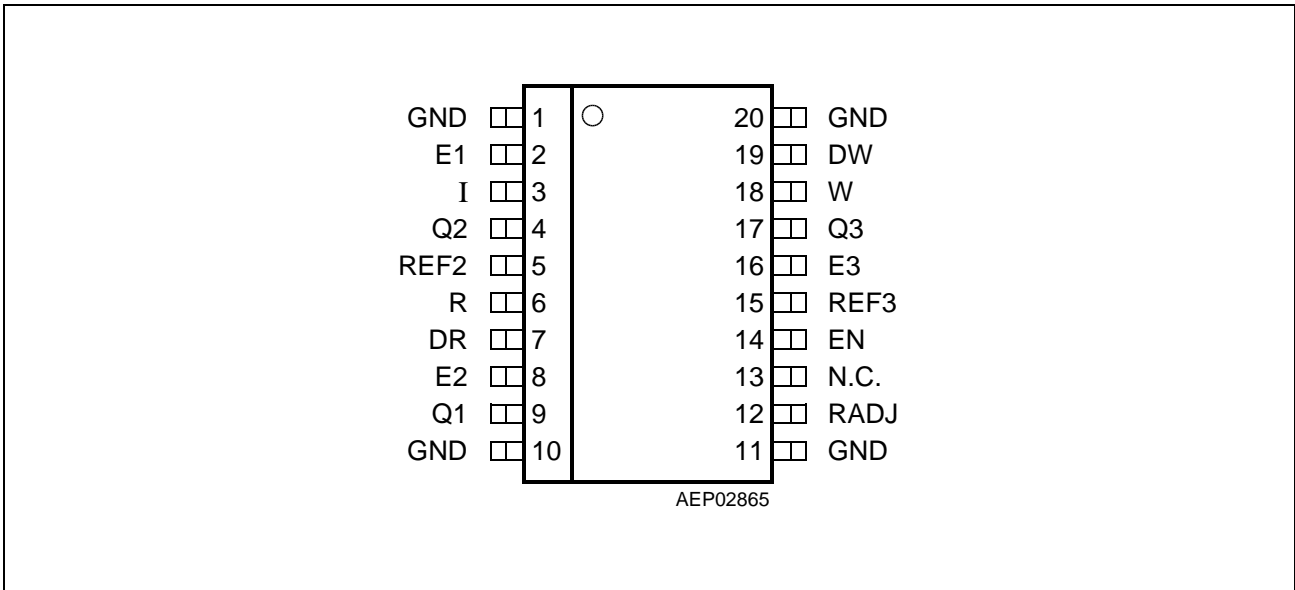 GND 1 20 GND
E1 2 19 DW
I 3 18 W
Q2 4 17 Q3
REF2 5 16 E3
R 6 15 REF3
DR 7 14 EN
E2 8 13 N.C.
Q1 9 12 RADJ
GND 10 11 GND
AEP02865